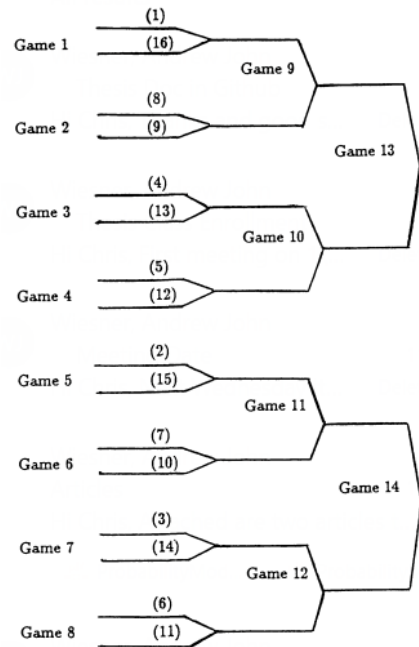 (1)
Game 1 (16)
Game 9
(8)
Game 2 (9)
Game 13
(4)
Game 3 (13)
Game 10
(5)
Game 4 (12)
(2)
Game 5 (15)
Game 11
(7)
Game 6 (10)
Game 14
(3)
Game 7 (14)
Game 12
(6)
Game 8 (11)